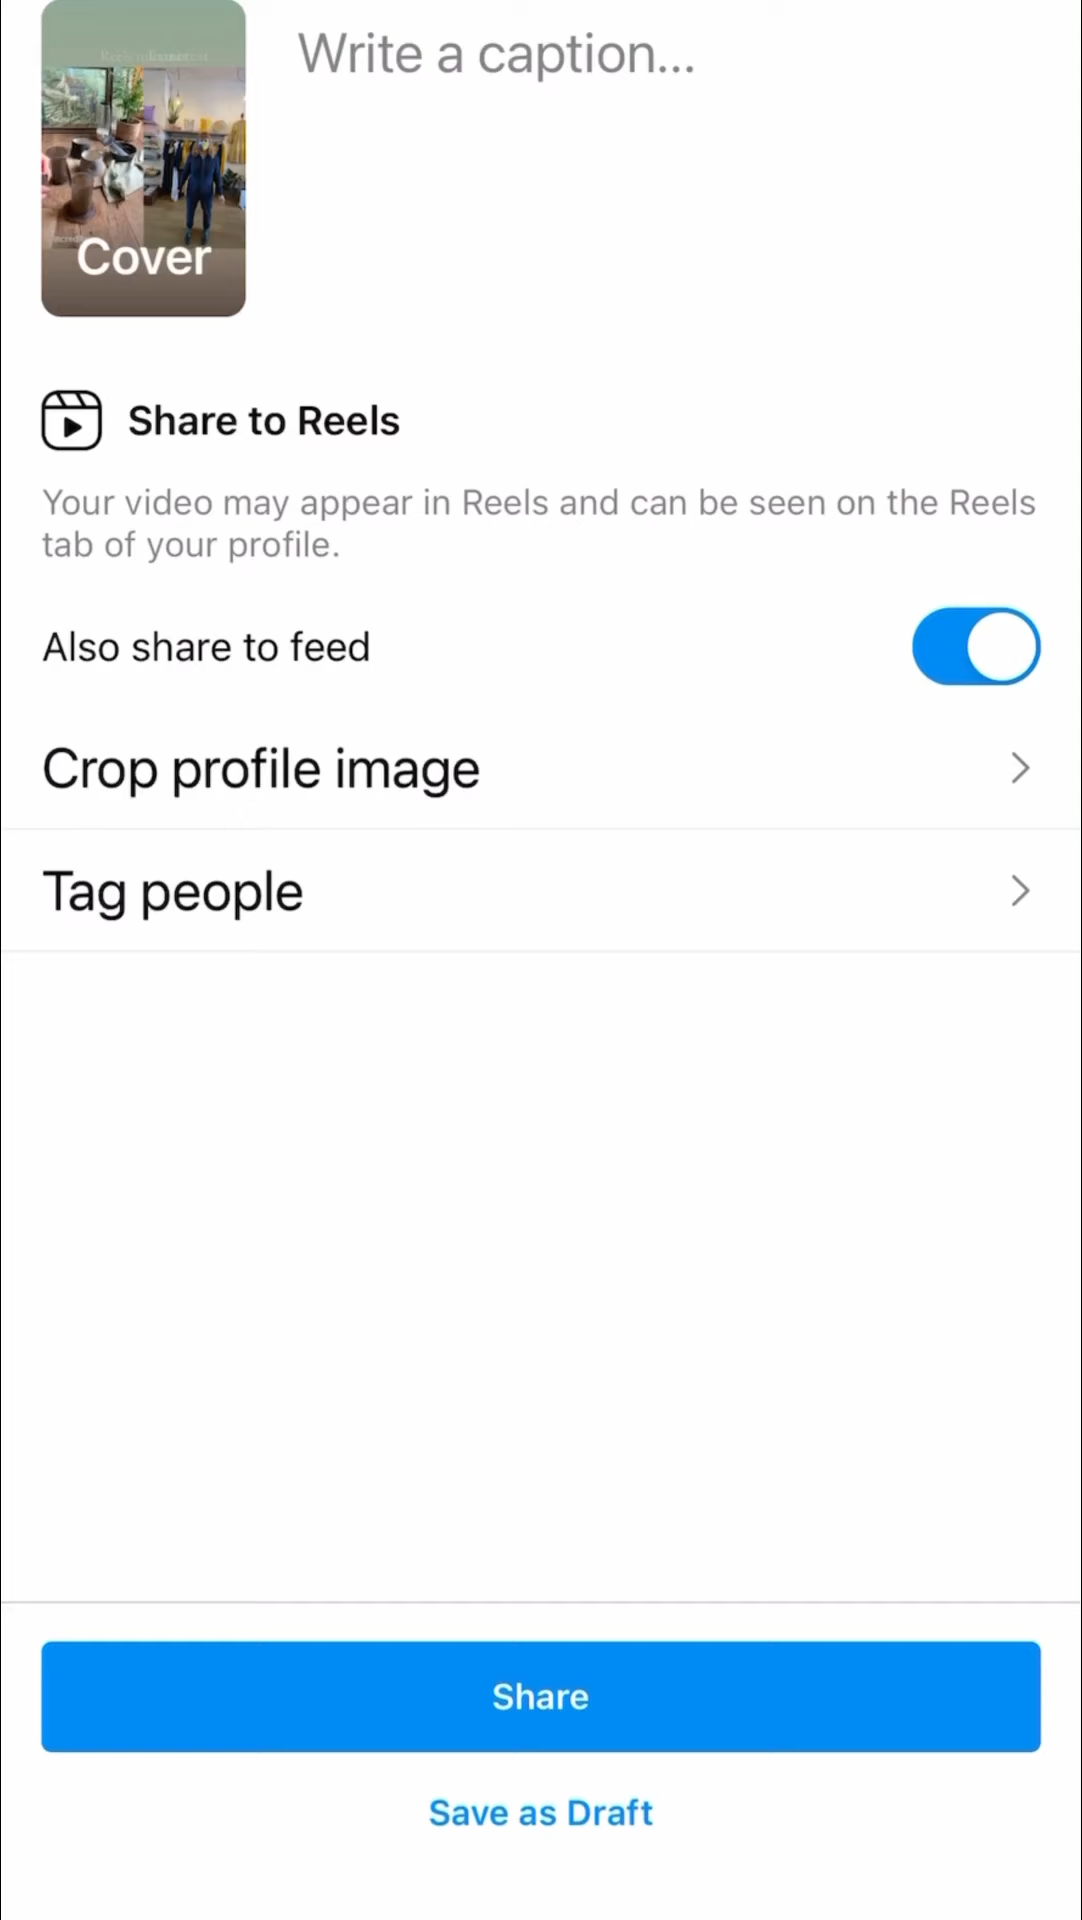 Write a caption...
Cover
Share to Reels
Your video may appear in Reels and can be seen on the Reels
tab of your profile.
Also share to feed
Crop profile image
Tag people
Share
Save as Draft